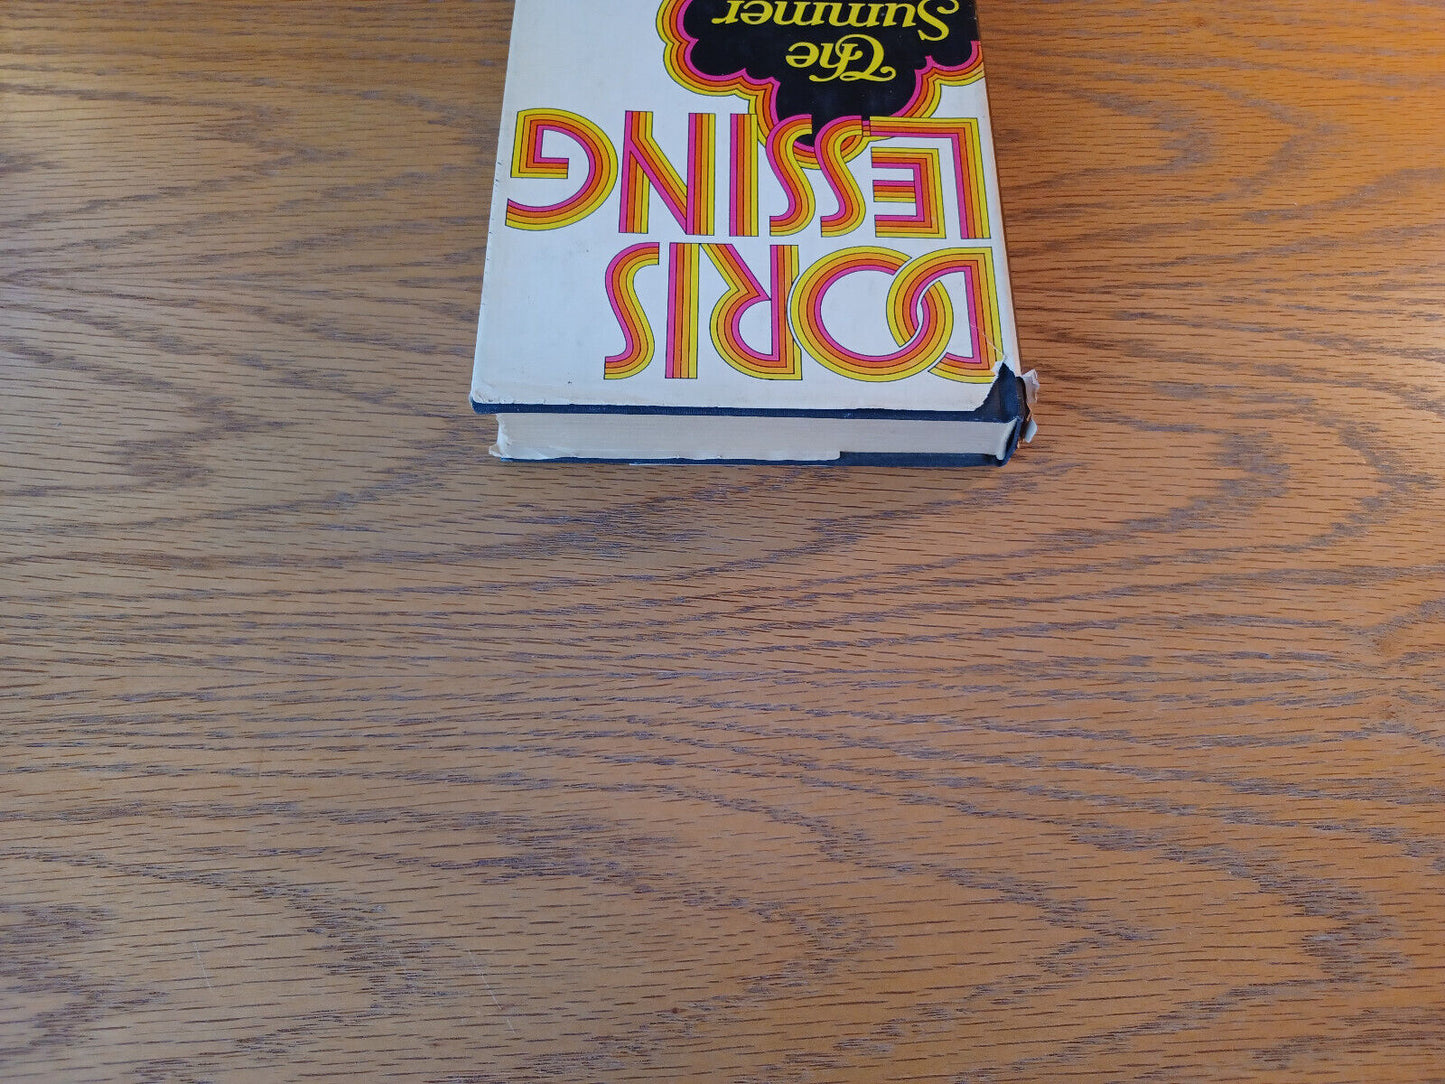 DORIS
LESSING
The
Summer